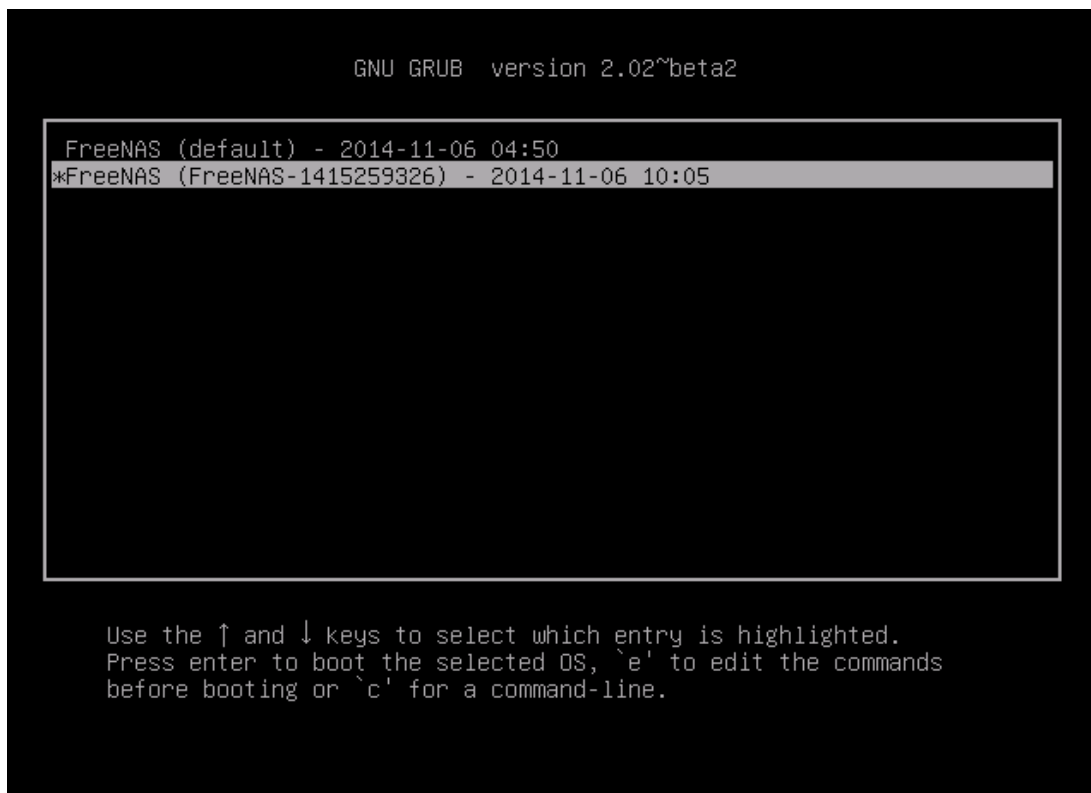 GNU GRUB  version 2.02~beta2
FreeNAS (default) - 2014-11-06 04:50
*FreeNAS (FreeNAS-1415259326) - 2014-11-06 10:05
Use the ↑ and ↓ keys to select which entry is highlighted.
Press enter to boot the selected OS, `e' to edit the commands
before booting or `c' for a command-line.